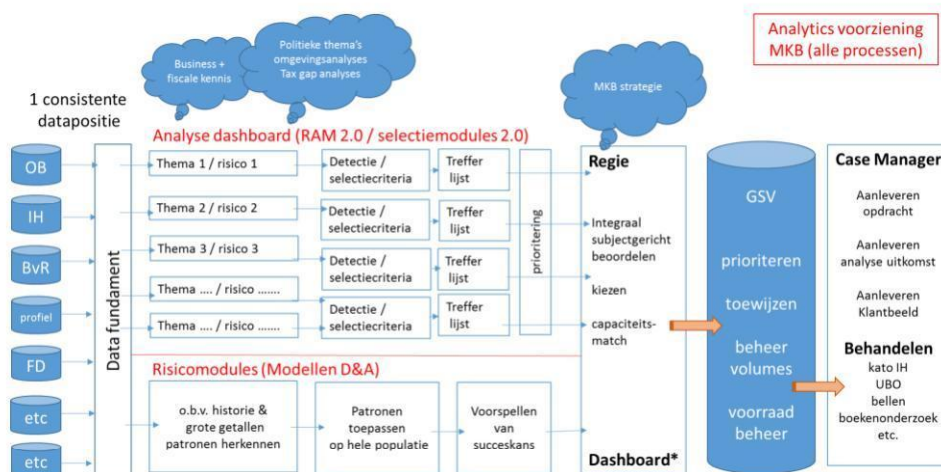 Politieke thema's
omgevingsanalyses
Tax gap analyses
Business +
fiscale kennis
MKB strategie
Analytics voorziening
MKB (alle processen)
1 consistente
datapositie
Analyse dashboard (RAM 2.0 / selectiemodules 2.0)
OB
IH
BvR
profiel
FD
etc
etc
Data fundament
Thema 1 / risico 1
Thema 2 / risico 2
Thema 3 / risico 3
Thema .... / risico .......
Thema .... / risico .......
Detectie /
selectiecriteria
Treffer
lijst
Detectie /
selectiecriteria
Treffer
lijst
Detectie /
selectiecriteria
Treffer
lijst
Detectie /
selectiecriteria
Treffer
lijst
prioritering
Risicomodules (Modellen D&A)
o.b.v. historie &
grote getallen
patronen herkennen
Patronen
toepassen
op hele populatie
Voorspellen
van
succeskans
Regie
Integraal
subjectgericht
beoordelen
kiezen
capaciteits-
match
Dashboard*
GSV
prioriteren
toewijzen
beheer
volumes
voorraad
beheer
Case Manager
Aanleveren
opdracht
Aanleveren
analyse uitkomst
Aanleveren
Klantbeeld
Behandelen
kato IH
UBO
bellen
boekenonderzoek
etc.